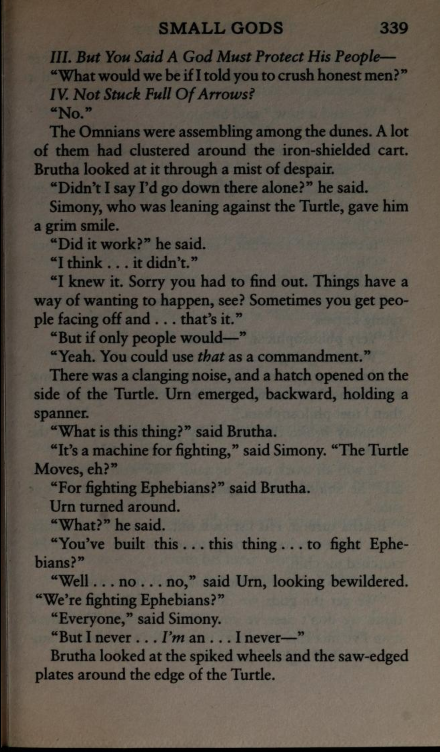 SMALL GODS 339
III. But You Said A God Must Protect His People—
“What would we be if I told you to crush honest men?”
IV. Not Stuck Full Of Arrows?
“No.”
The Omnians were assembling among the dunes. A lot
of them had clustered around the iron-shielded cart.
Brutha looked at it through a mist of despair.
“Didn’t I say I’d go down there alone?” he said.
Simony, who was leaning against the Turtle, gave him
a grim smile.
“Did it work?” he said.
“I think . . . it didn’t.”
“I knew it. Sorry you had to find out. Things have a
way of wanting to happen, see? Sometimes you get peo-
ple facing off and . . . that’s it.”
“But if only people would—”
“Yeah. You could use that as a commandment.”
There was a clanging noise, and a hatch opened on the
side of the Turtle. Urn emerged, backward, holding a
spanner.
“What is this thing?” said Brutha.
“It’s a machine for fighting,” said Simony. “The Turtle
Moves, eh?”
“For fighting Ephebians?” said Brutha.
Urn turned around.
“What?” he said.
“You’ve built this . . . this thing . . . to fight Ephe-
bians?”
“Well . . . no . . . no,” said Urn, looking bewildered.
“We’re fighting Ephebians?”
“Everyone,” said Simony.
“But I never . . . I’m an . . . I never—”
Brutha looked at the spiked wheels and the saw-edged
plates around the edge of the Turtle.